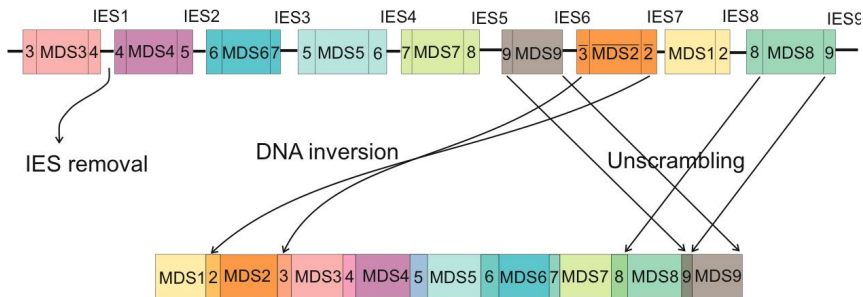 IES1 IES2 IES3 IES4 IES5 IES6 IES7 IES8 IES9
3 MDS3 4 4 MDS4 5 6 MDS6 7 5 MDS5 6 7 MDS7 8 9 MDS9 3̅ M̅D̅S̅2̅ 2̅ MDS1 2 8 MDS8 9
IES removal
DNA inversion
Unscrambling
MDS1 2 MDS2 3 MDS3 4 MDS4 5 MDS5 6 MDS6 7 MDS7 8 MDS8 9 MDS9